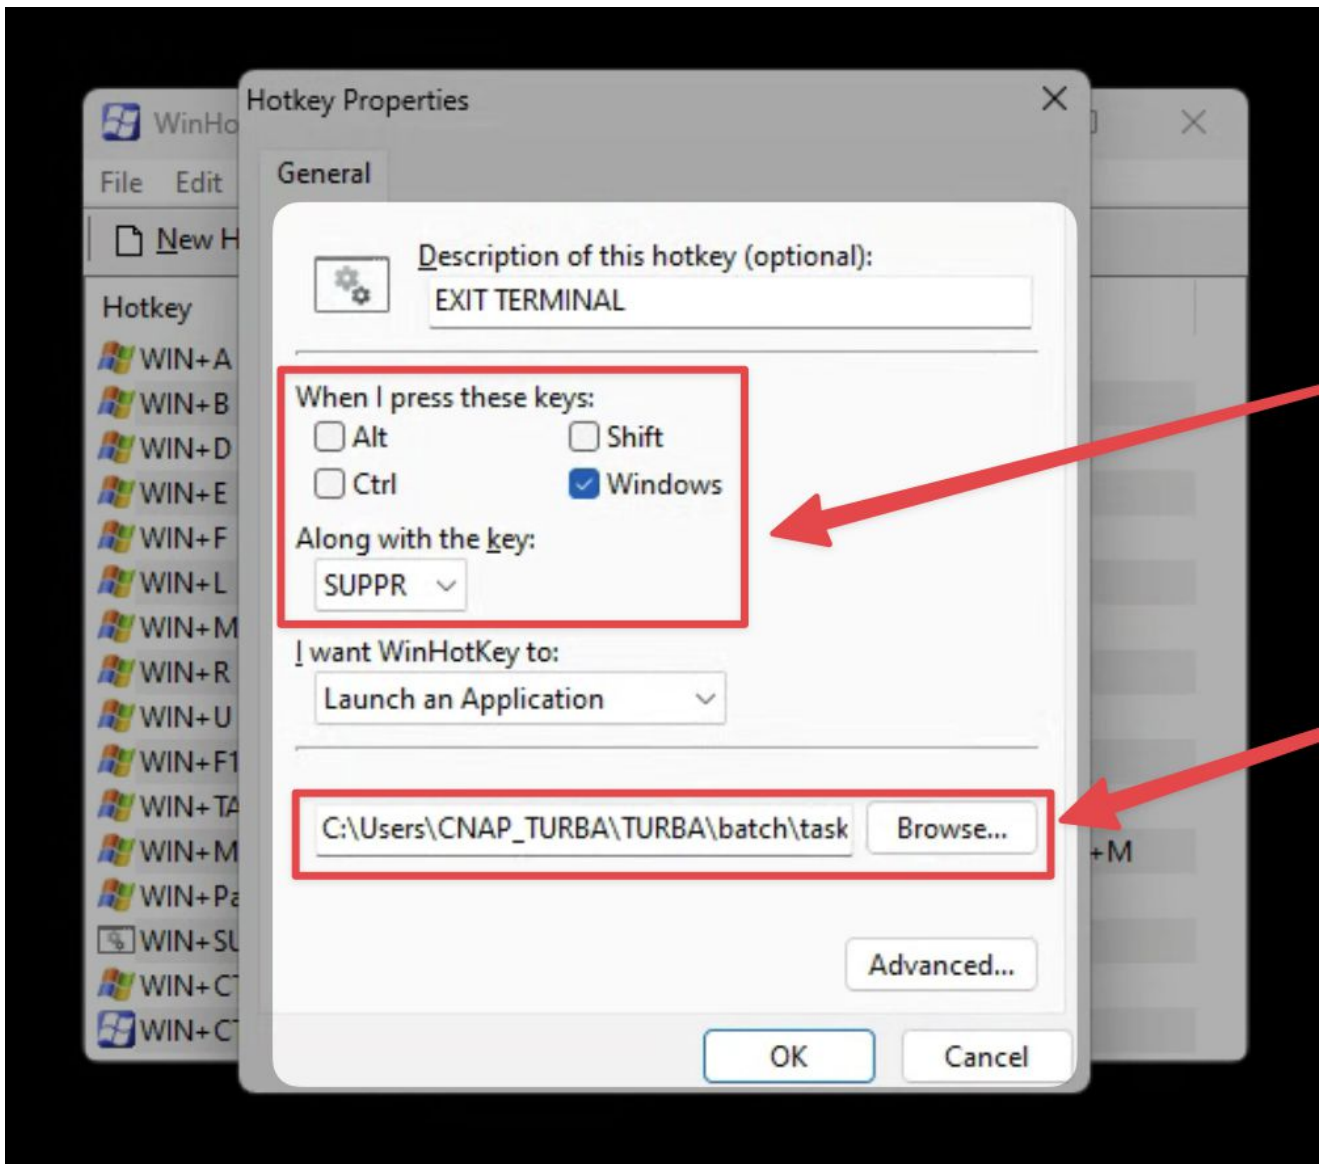 Hotkey Properties
WinHo
File Edit
General
New H
Description of this hotkey (optional):
EXIT TERMINAL
Hotkey
WIN+A
WIN+B
WIN+D
WIN+E
WIN+F
WIN+L
WIN+M
WIN+R
WIN+U
WIN+F1
WIN+TA
WIN+M
WIN+Pa
WIN+SU
WIN+CT
WIN+CT
When I press these keys:
Alt Shift
Ctrl Windows
Along with the key:
SUPPR
I want WinHotKey to:
Launch an Application
C:\Users\CNAP_TURBA\TURBA\batch\task Browse...
+M
Advanced...
OK Cancel